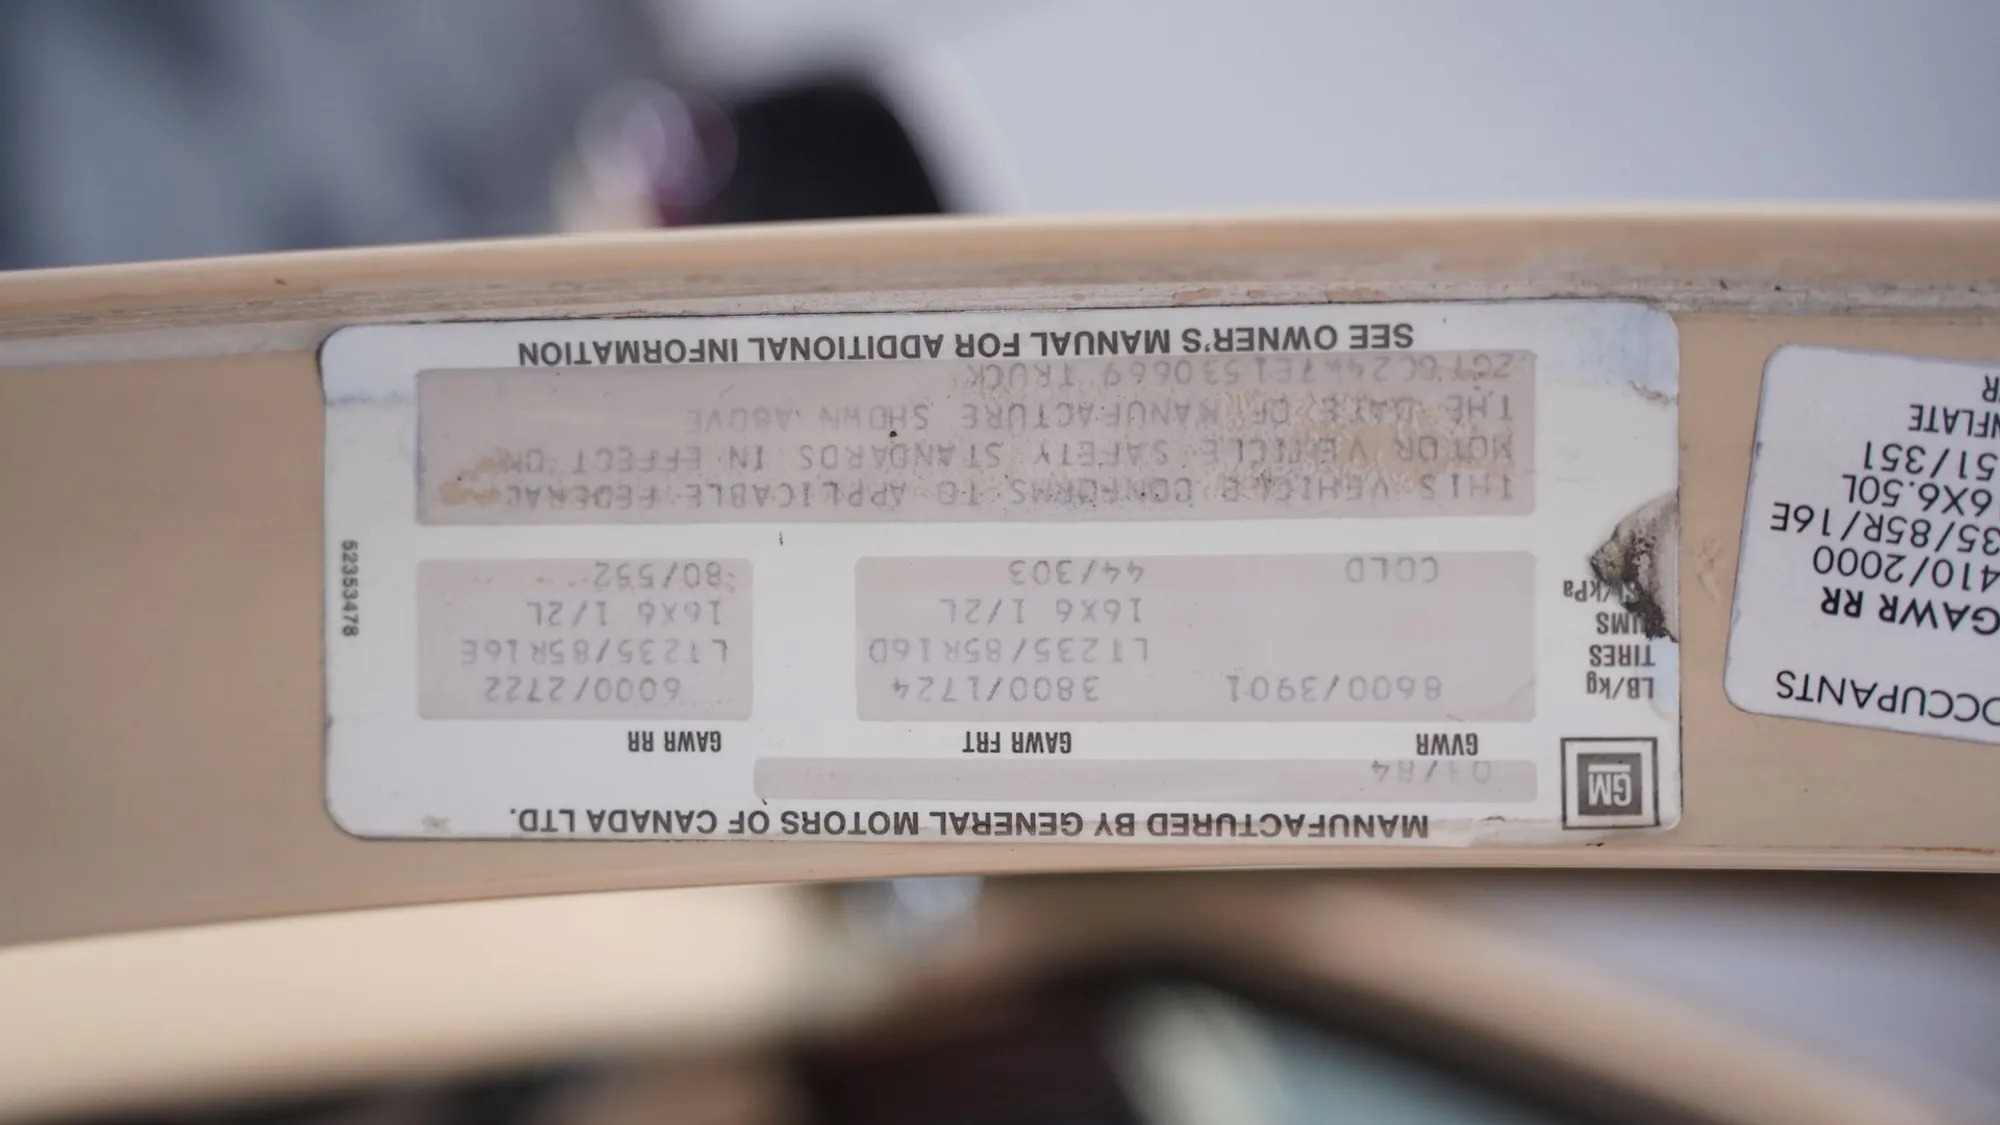 MANUFACTURED BY GENERAL MOTORS OF CANADA LTD.
GM
01/84
GVWR GAWR FRT GAWR RR
LB/kg 8600/3901 3800/1724 6000/2722
TIRES LT235/85R16D LT235/85R16E
16X6 1/2L 16X6 1/2L
COLD 44/303 80/552
THIS VEHICLE CONFORMS TO APPLICABLE FEDERAL
MOTOR VEHICLE SAFETY STANDARDS IN EFFECT ON
THE DATE OF MANUFACTURE SHOWN ABOVE
TRUCK
SEE OWNER'S MANUAL FOR ADDITIONAL INFORMATION
52353478
OCCUPANTS
GAWR RR
410/2000
35/85R/16E
6X6.50L
51/351